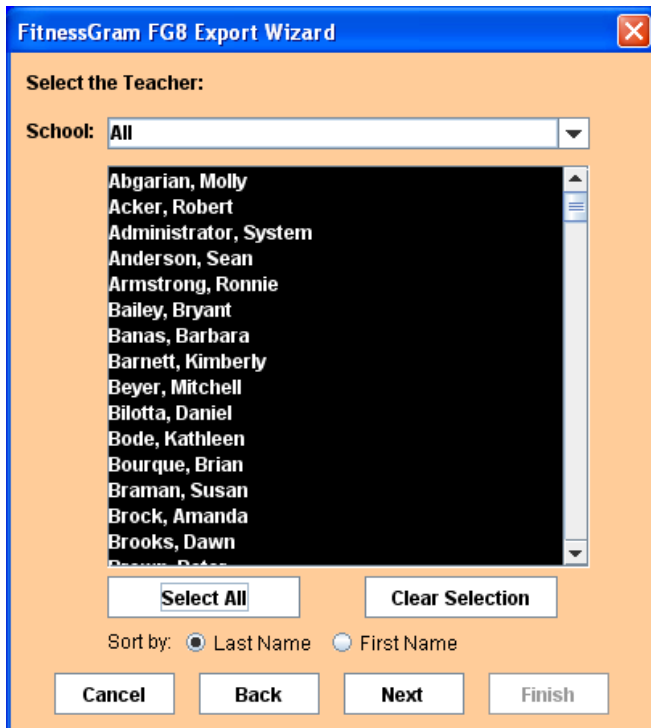 FitnessGram FG8 Export Wizard
Select the Teacher:
School: All
Abgarian, Molly
Acker, Robert
Administrator, System
Anderson, Sean
Armstrong, Ronnie
Bailey, Bryant
Banas, Barbara
Barnett, Kimberly
Beyer, Mitchell
Bilotta, Daniel
Bode, Kathleen
Bourque, Brian
Braman, Susan
Brock, Amanda
Brooks, Dawn
Select All Clear Selection
Sort by: Last Name First Name
Cancel Back Next Finish